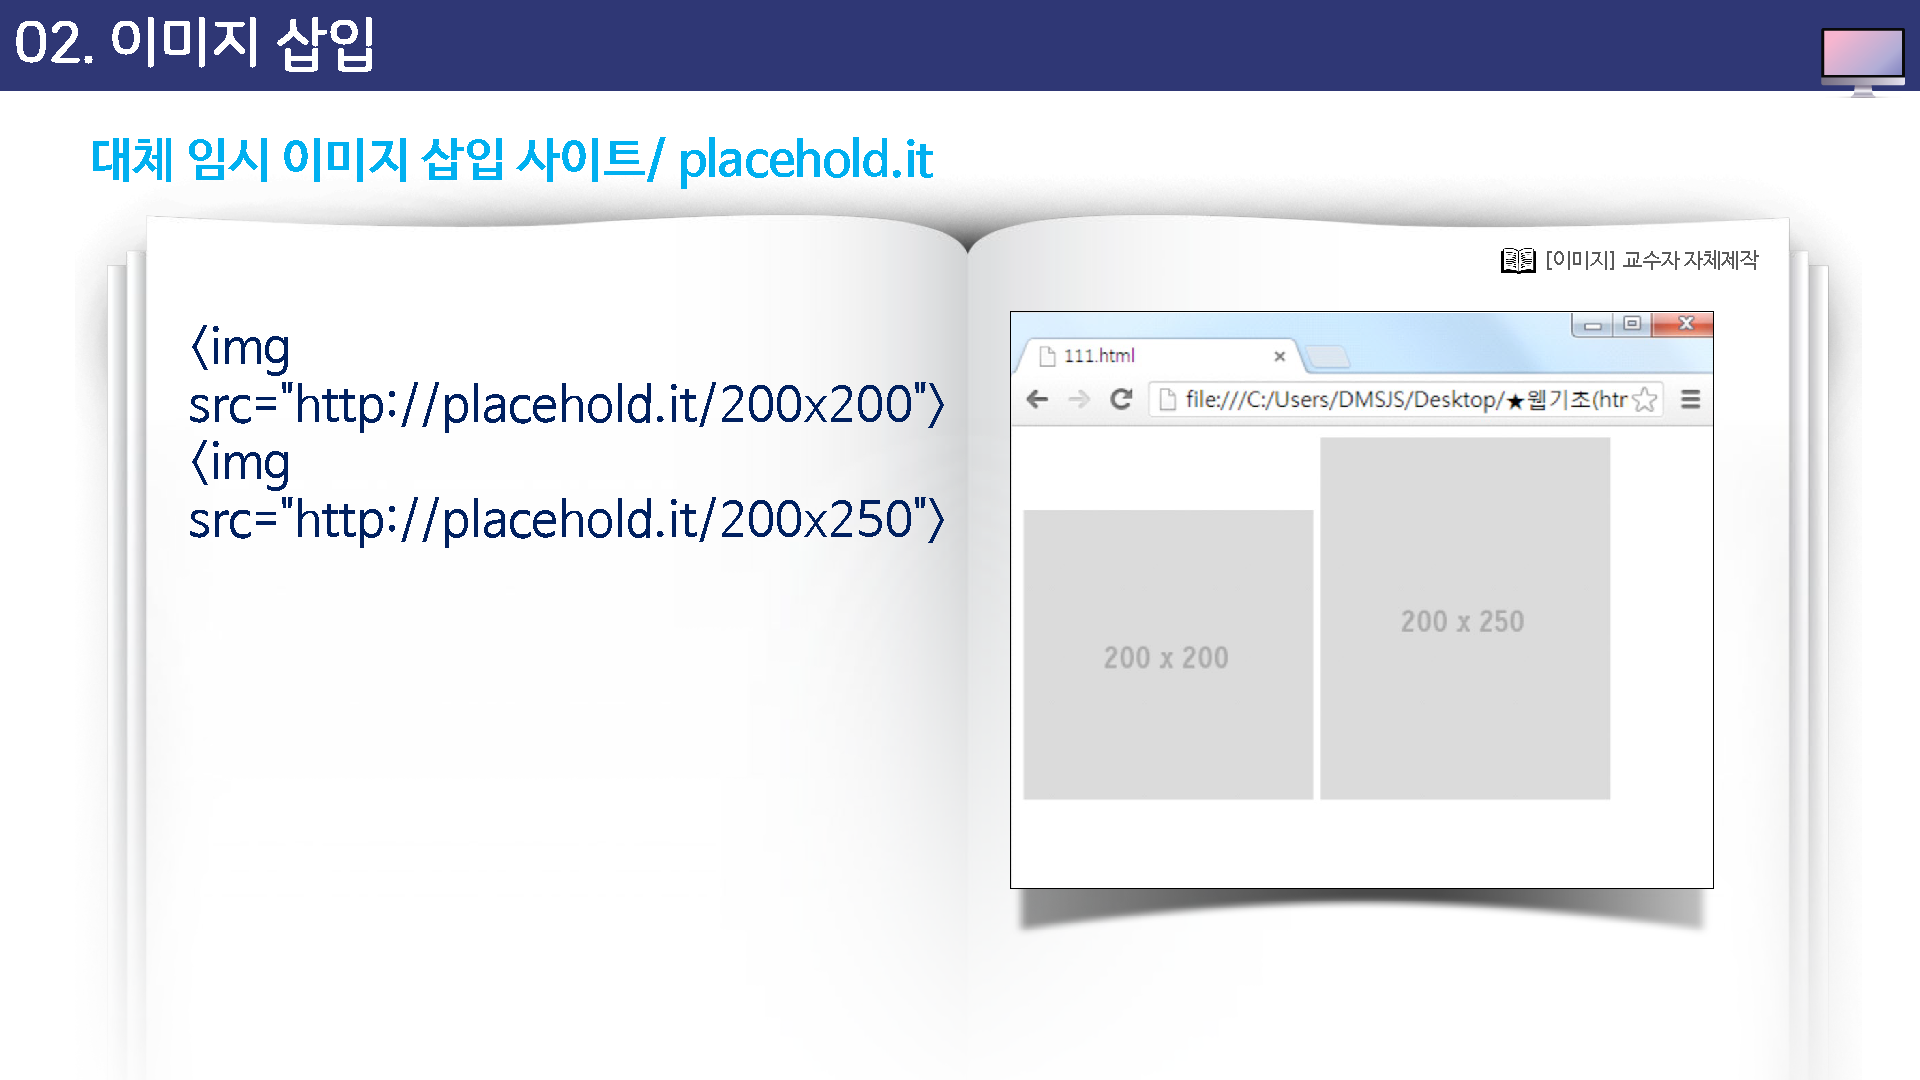 02. 이미지 삽입
대체 임시 이미지 삽입 사이트/ placehold.it
[이미지] 교수자 자체제작
<img
src="http://placehold.it/200x200">
<img
src="http://placehold.it/200x250">
111.html
file:///C:/Users/DMSJS/Desktop/★웹기초(htr
200 x 250
200 x 200